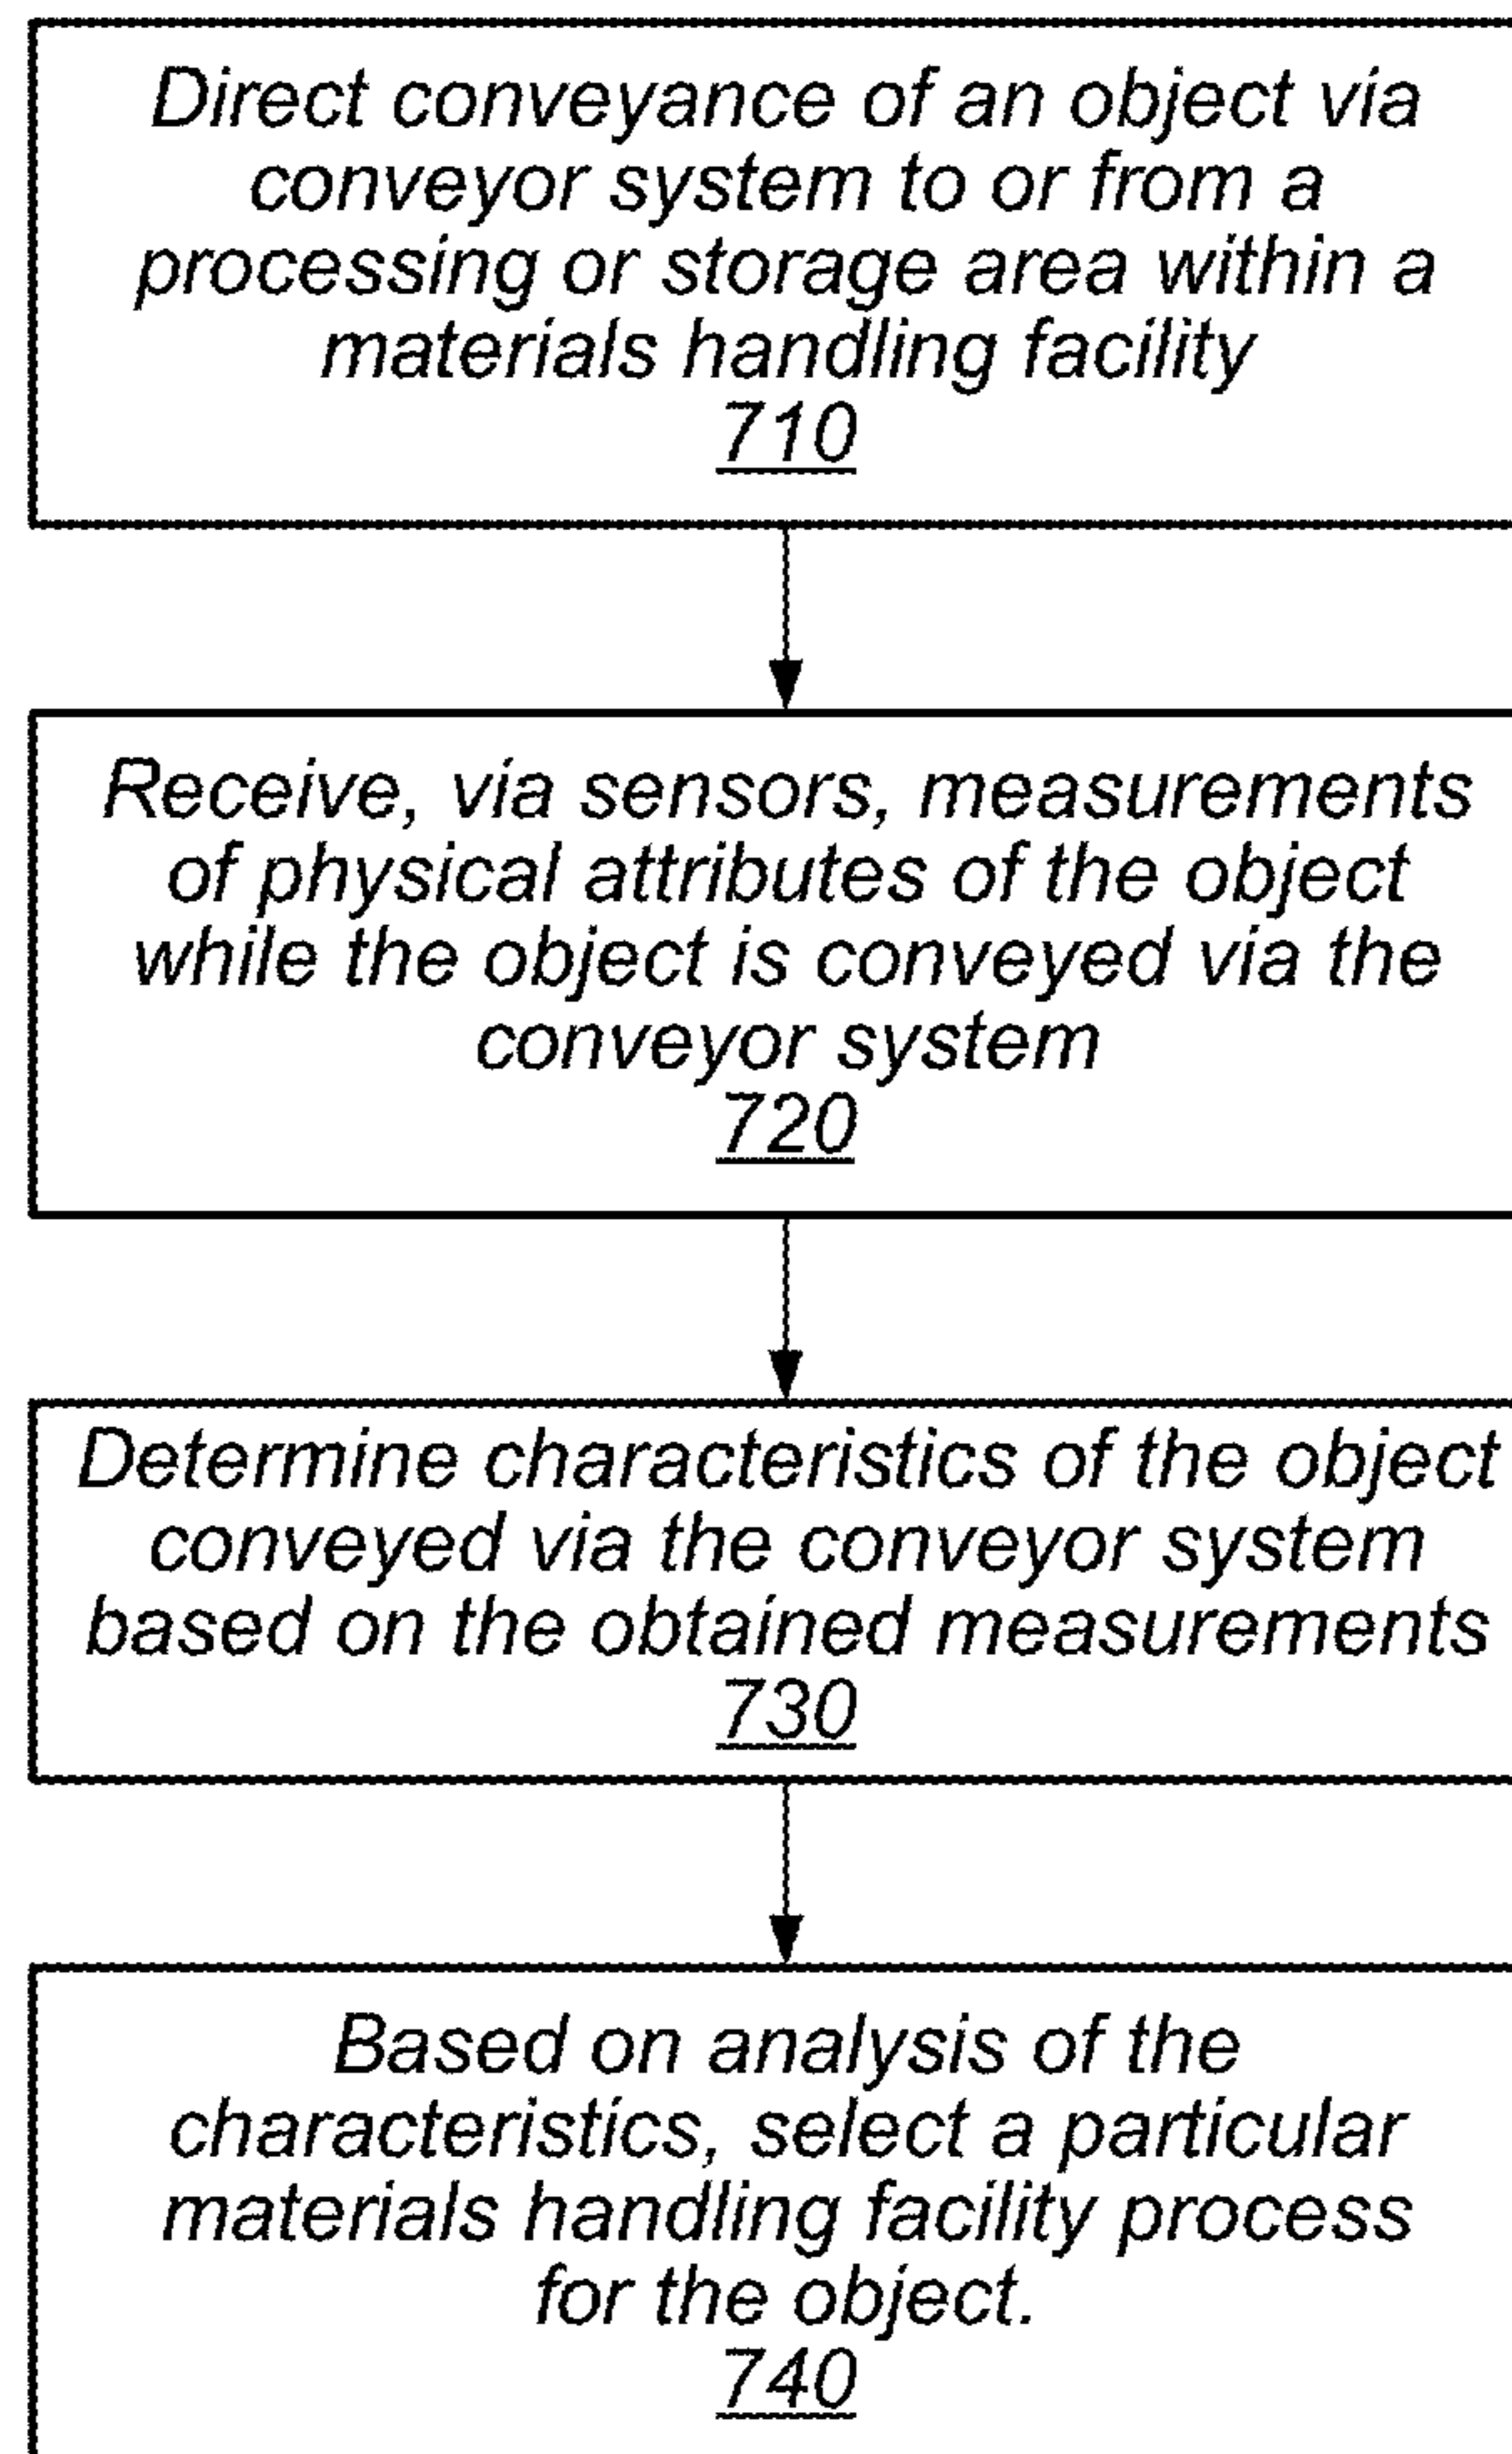 Direct conveyance of an object via
conveyor system to or from a
processing or storage area within a
materials handling facility
710
Receive, via sensors, measurements
of physical attributes of the object
while the object is conveyed via the
conveyor system
720
Determine characteristics of the object
conveyed via the conveyor system
based on the obtained measurements
730
Based on analysis of the
characteristics, select a particular
materials handling facility process
for the object.
740